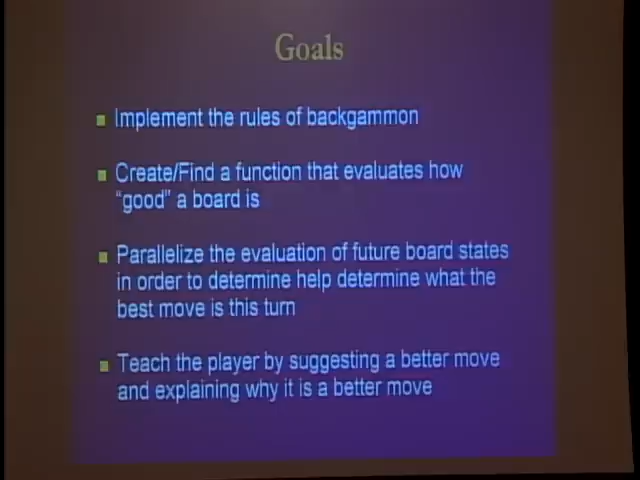 Goals
Implement the rules of backgammon
Create/Find a function that evaluates how
“good” a board is
Parallelize the evaluation of future board states
in order to determine help determine what the
best move is this turn
Teach the player by suggesting a better move
and explaining why it is a better move